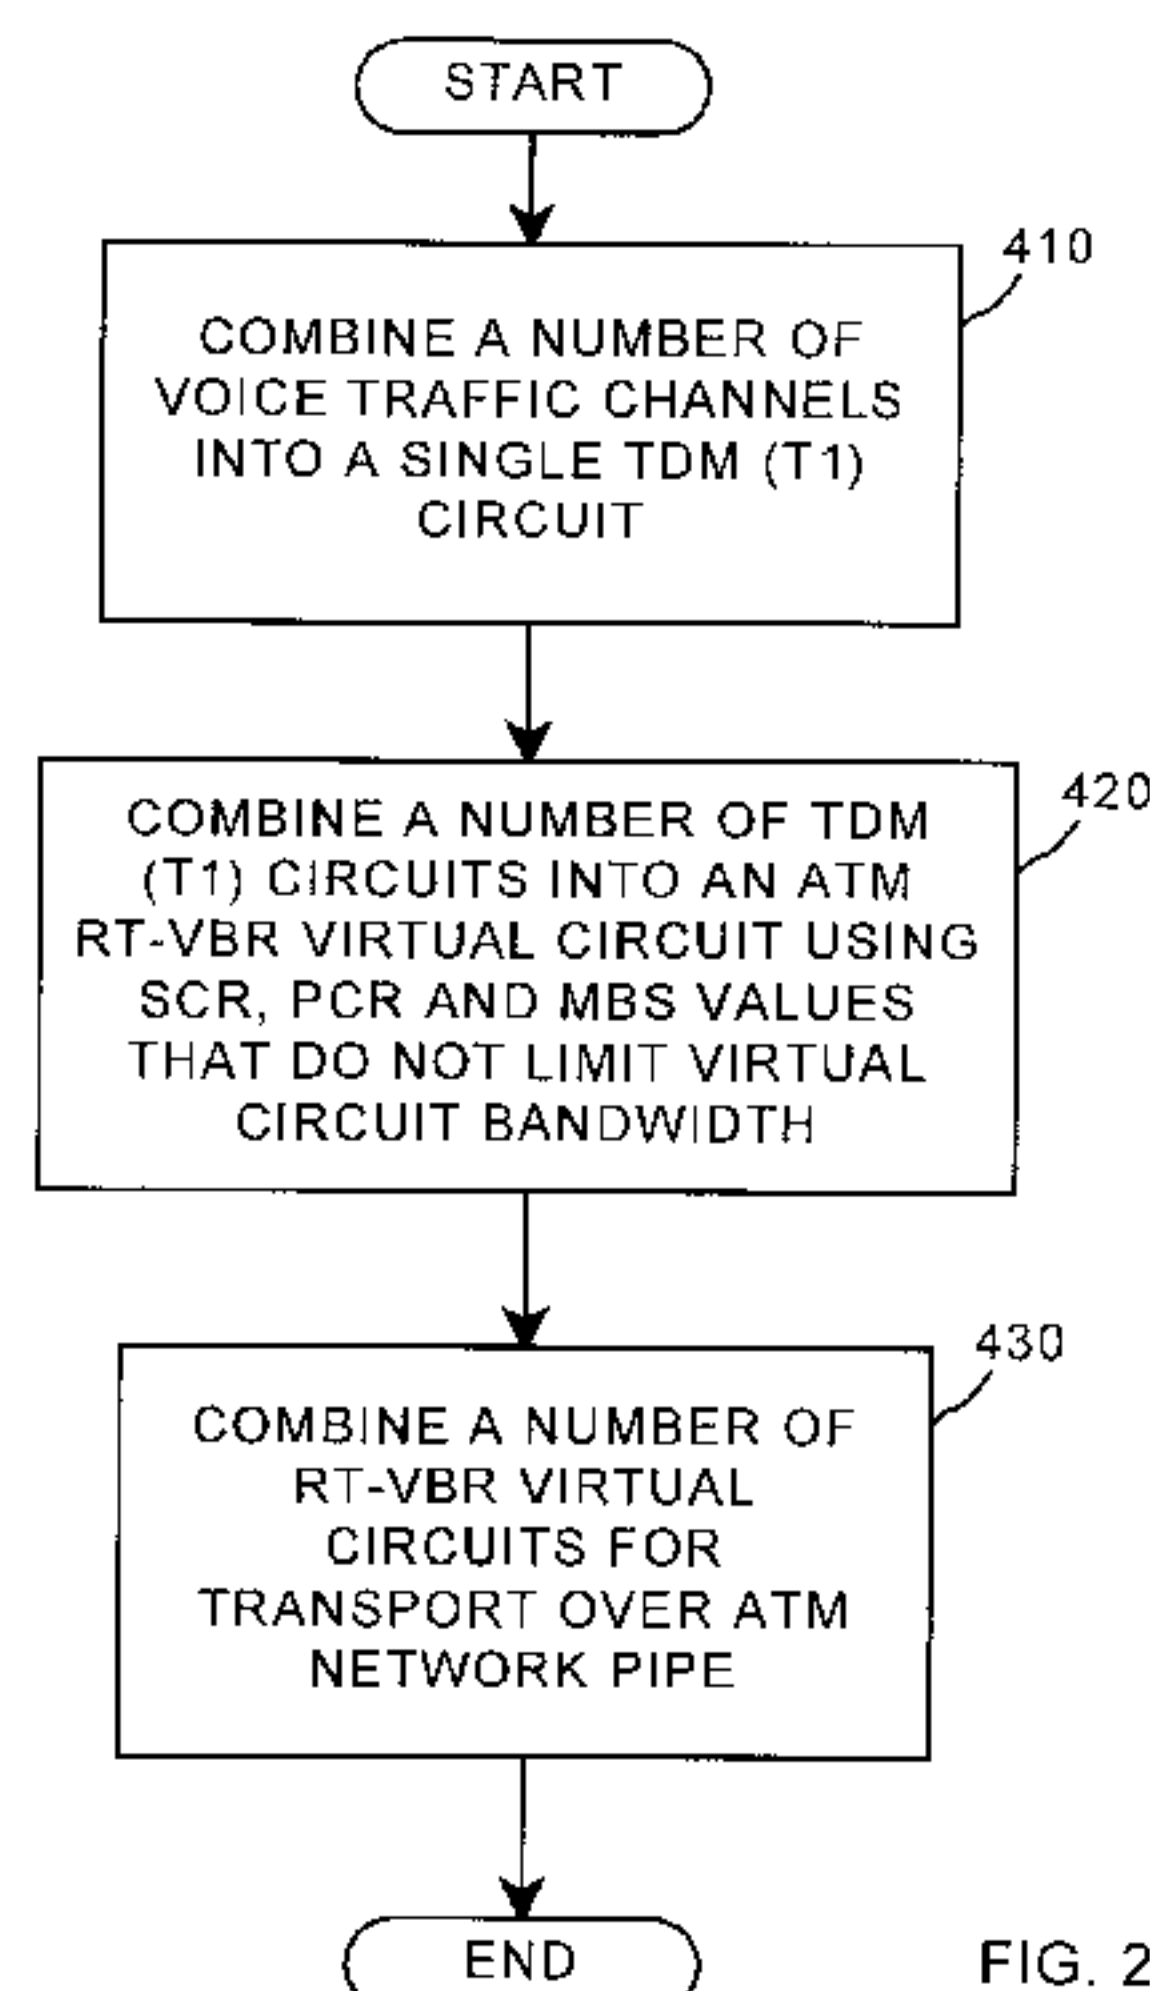 START
410
COMBINE A NUMBER OF
VOICE TRAFFIC CHANNELS
INTO A SINGLE TDM (T1)
CIRCUIT
420
COMBINE A NUMBER OF TDM
(T1) CIRCUITS INTO AN ATM
RT-VBR VIRTUAL CIRCUIT USING
SCR, PCR AND MBS VALUES
THAT DO NOT LIMIT VIRTUAL
CIRCUIT BANDWIDTH
430
COMBINE A NUMBER OF
RT-VBR VIRTUAL
CIRCUITS FOR
TRANSPORT OVER ATM
NETWORK PIPE
END
FIG. 2